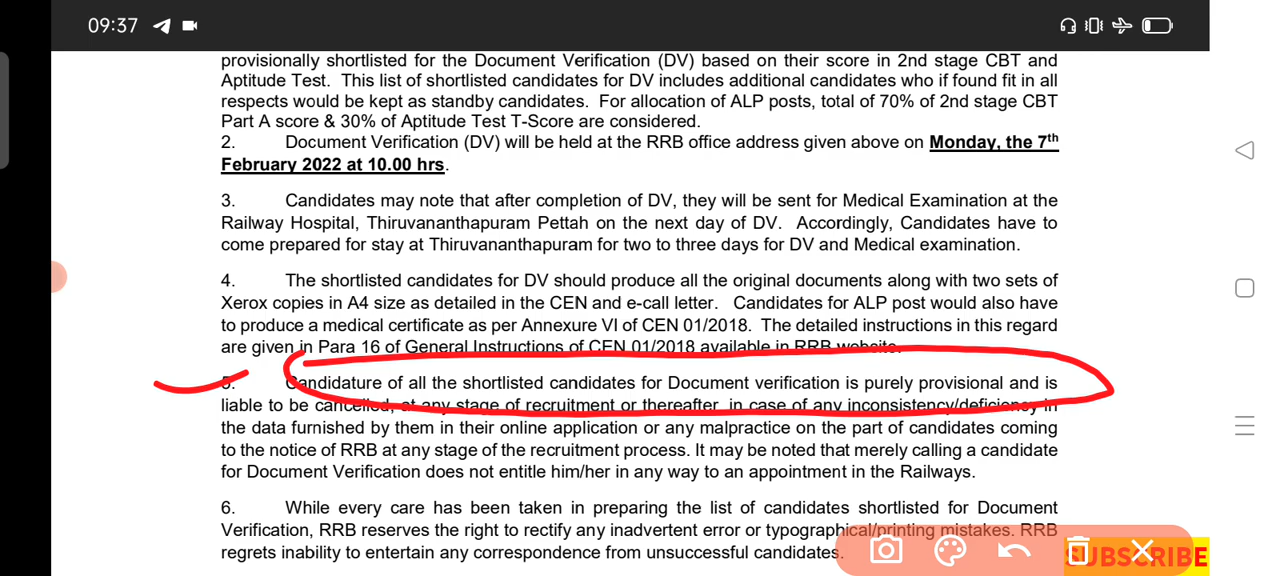 09:37
provisionally shortlisted for the Document Verification (DV) based on their score in 2nd stage CBT and
Aptitude Test. This list of shortlisted candidates for DV includes additional candidates who if found fit in all
respects would be kept as standby candidates. For allocation of ALP posts, total of 70% of 2nd stage CBT
Part A score & 30% of Aptitude Test T-Score are considered.
2. Document Verification (DV) will be held at the RRB office address given above on Monday, the 7th
February 2022 at 10.00 hrs.
3. Candidates may note that after completion of DV, they will be sent for Medical Examination at the
Railway Hospital, Thiruvananthapuram Pettah on the next day of DV. Accordingly, Candidates have to
come prepared for stay at Thiruvananthapuram for two to three days for DV and Medical examination.
4. The shortlisted candidates for DV should produce all the original documents along with two sets of
Xerox copies in A4 size as detailed in the CEN and e-call letter. Candidates for ALP post would also have
to produce a medical certificate as per Annexure VI of CEN 01/2018. The detailed instructions in this regard
are given in Para 16 of General Instructions of CEN 01/2018 available in RRB website.
5. Candidature of all the shortlisted candidates for Document verification is purely provisional and is
liable to be cancelled, at any stage of recruitment or thereafter, in case of any inconsistency/deficiency in
the data furnished by them in their online application or any malpractice on the part of candidates coming
to the notice of RRB at any stage of the recruitment process. It may be noted that merely calling a candidate
for Document Verification does not entitle him/her in any way to an appointment in the Railways.
6. While every care has been taken in preparing the list of candidates shortlisted for Document
Verification, RRB reserves the right to rectify any inadvertent error or typographical/printing mistakes. RRB
regrets inability to entertain any correspondence from unsuccessful candidates.
SUBSCRIBE